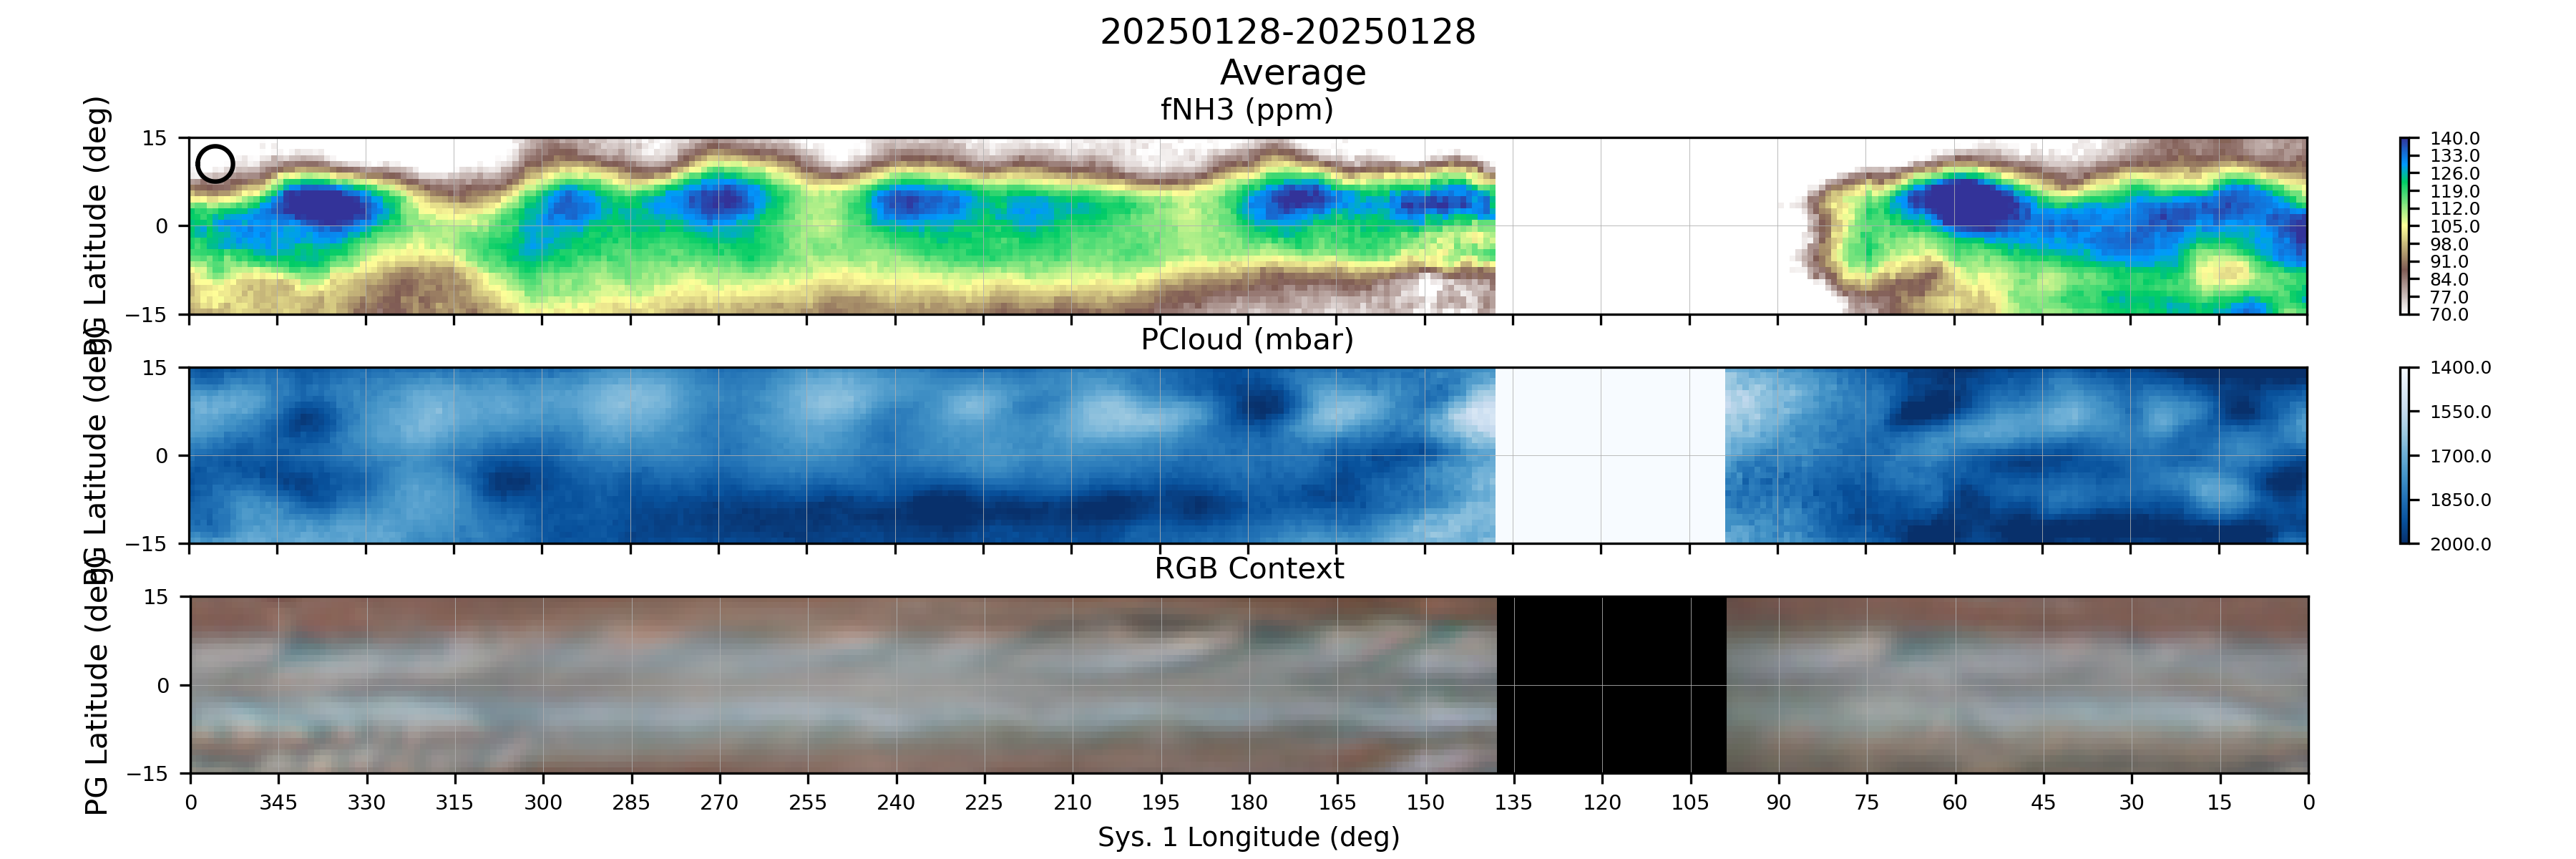 20250128-20250128
Average
fNH3 (ppm)
PG Latitude (deg)
15
0
−15
140.0
133.0
126.0
119.0
112.0
105.0
98.0
91.0
84.0
77.0
70.0
PCloud (mbar)
PG Latitude (deg)
15
0
−15
1400.0
1550.0
1700.0
1850.0
2000.0
RGB Context
PG Latitude (deg)
15
0
−15
0 345 330 315 300 285 270 255 240 225 210 195 180 165 150 135 120 105 90 75 60 45 30 15 0
Sys. 1 Longitude (deg)